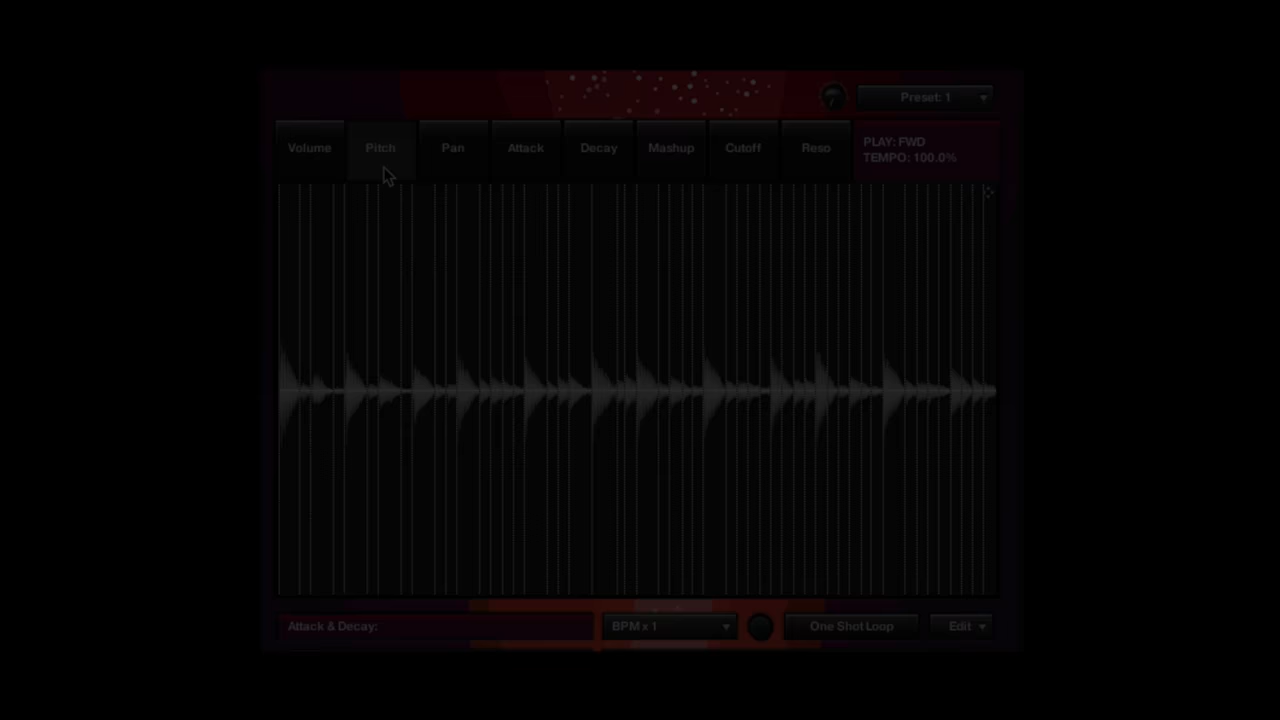 Preset: 1
Volume
Pitch
Pan
Attack
Decay
Mashup
Cutoff
Reso
PLAY: FWD
TEMPO: 100.0%
Attack & Decay:
BPM x 1
One Shot Loop
Edit